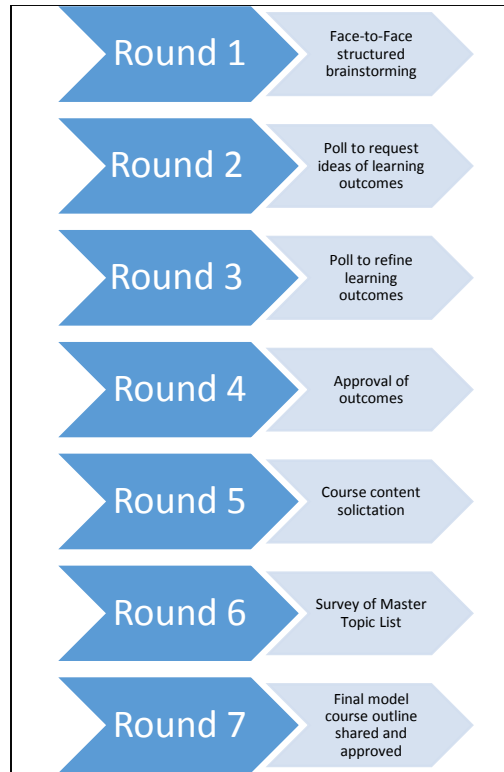 Round 1
Face-to-Face
structured
brainstorming
Round 2
Poll to request
ideas of learning
outcomes
Round 3
Poll to refine
learning
outcomes
Round 4
Approval of
outcomes
Round 5
Course content
solictation
Round 6
Survey of Master
Topic List
Round 7
Final model
course outline
shared and
approved